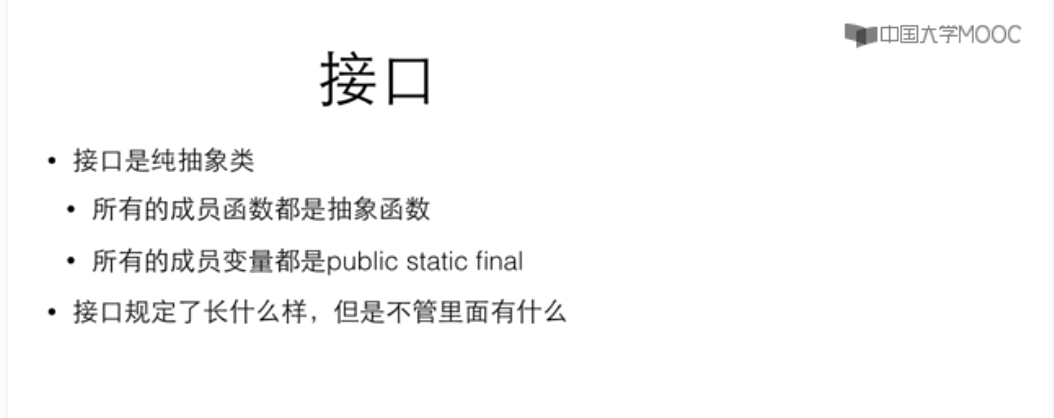 中国大学MOOC
接口
• 接口是纯抽象类
• 所有的成员函数都是抽象函数
• 所有的成员变量都是public static final
• 接口规定了长什么样，但是不管里面有什么